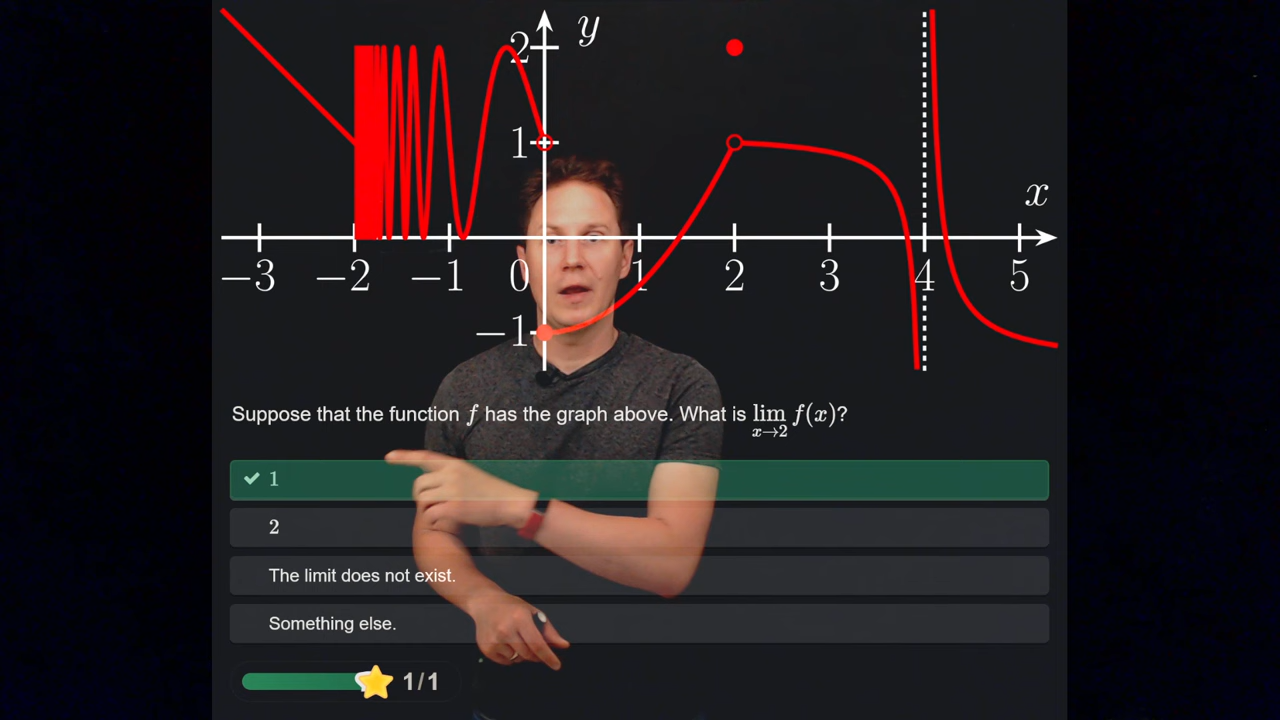 y
2
1
x
−3 −2 −1 0 1 2 3 4 5
−1
Suppose that the function f has the graph above. What is lim x→2 f(x)?
1
2
The limit does not exist.
Something else.
1/1